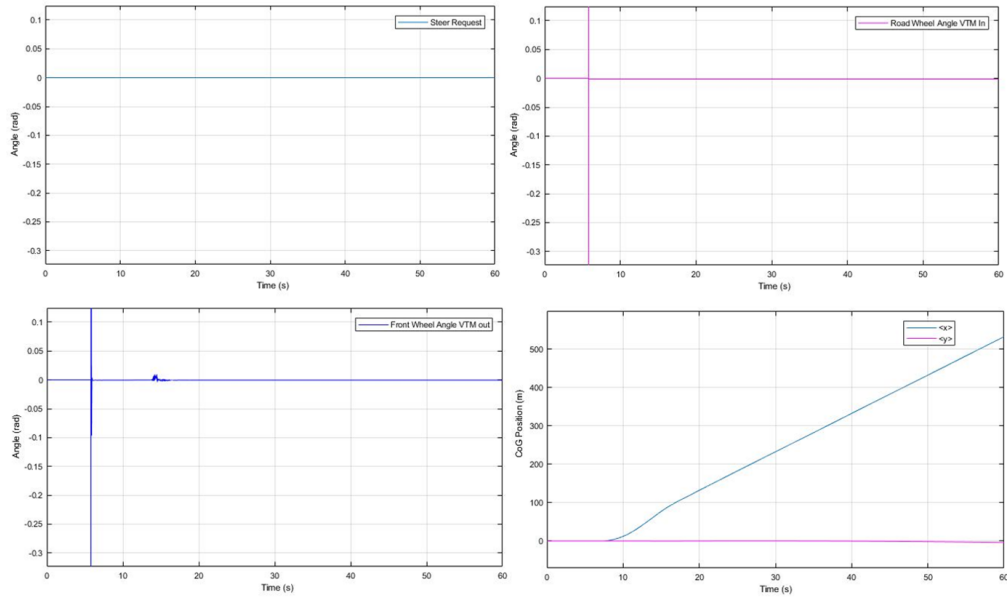 Steer Request
0.1
0.05
0
-0.05
-0.1
-0.15
-0.2
-0.25
-0.3
Angle (rad)
0 10 20 30 40 50 60
Time (s)
Road Wheel Angle VTM In
0.1
0.05
0
-0.05
-0.1
-0.15
-0.2
-0.25
-0.3
Angle (rad)
0 10 20 30 40 50 60
Time (s)
Front Wheel Angle VTM out
0.1
0.05
0
-0.05
-0.1
-0.15
-0.2
-0.25
-0.3
Angle (rad)
0 10 20 30 40 50 60
Time (s)
<x>
<y>
500
400
300
200
100
0
CoG Position (m)
0 10 20 30 40 50 60
Time (s)